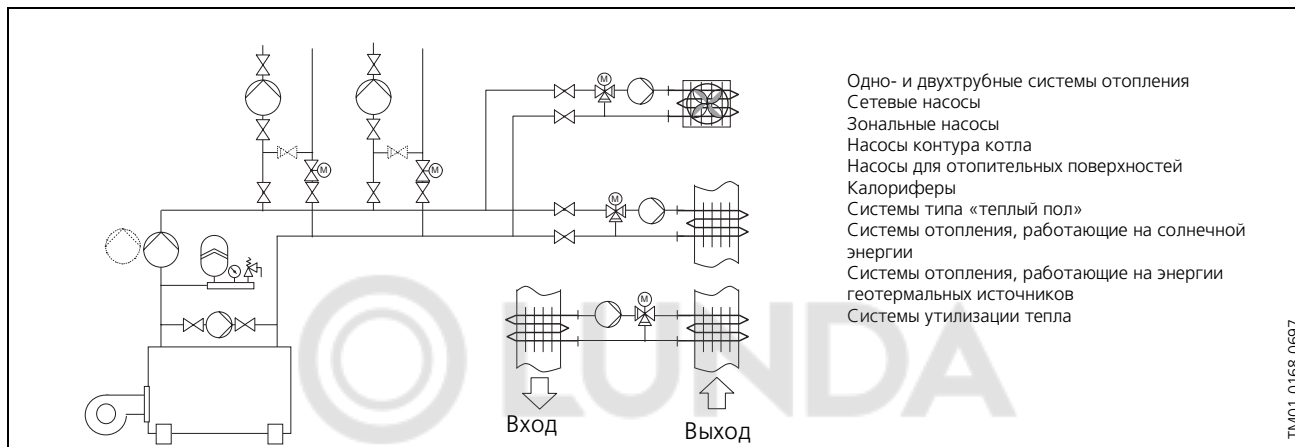 M
M
M
M
M
Одно- и двухтрубные системы отопления
Сетевые насосы
Зональные насосы
Насосы контура котла
Насосы для отопительных поверхностей
Калориферы
Системы типа «теплый пол»
Системы отопления, работающие на солнечной
энергии
Системы отопления, работающие на энергии
геотермальных источников
Системы утилизации тепла
Вход
Выход
LUNDA
TM01 0168 0697